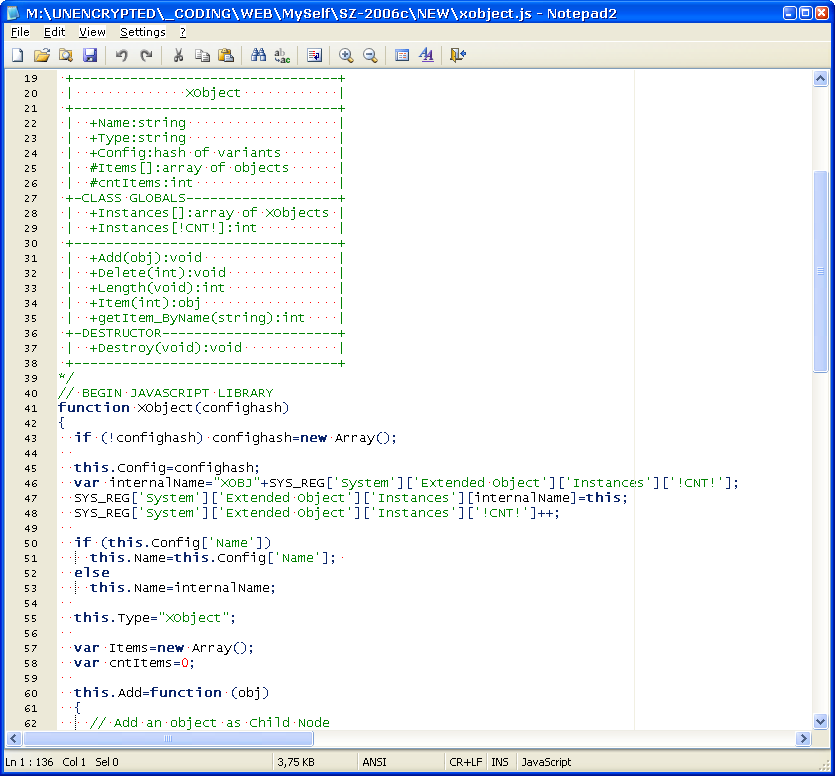 M:\UNENCRYPTED\_CODING\WEB\MySelf\SZ-2006c\NEW\xobject.js - Notepad2
File Edit View Settings ?
19 +----------------------------------+
20 |               XObject            |
21 +----------------------------------+
22 |  +Name:string                    |
23 |  +Type:string                    |
24 |  +Config:hash of variants        |
25 |  #Items[]:array of objects       |
26 |  #cntItems:int                   |
27 +-CLASS GLOBALS--------------------+
28 |  +Instances[]:array of XObjects  |
29 |  +Instances[!CNT!]:int           |
30 +----------------------------------+
31 |  +Add(obj):void                  |
32 |  +Delete(int):void               |
33 |  +Length(void):int               |
34 |  +Item(int):obj                  |
35 |  +getItem_ByName(string):int     |
36 +-DESTRUCTOR-----------------------+
37 |  +Destroy(void):void             |
38 +----------------------------------+
39 */
40 // BEGIN JAVASCRIPT LIBRARY
41 function XObject(confighash)
42 {
43   if (!confighash) confighash=new Array();
44
45   this.Config=confighash;
46   var internalName="XOBJ"+SYS_REG['System']['Extended Object']['Instances']['!CNT!'];
47   SYS_REG['System']['Extended Object']['Instances'][internalName]=this;
48   SYS_REG['System']['Extended Object']['Instances']['!CNT!']++;
49
50   if (this.Config['Name'])
51     this.Name=this.Config['Name'];
52   else
53     this.Name=internalName;
54
55   this.Type="XObject";
56
57   var Items=new Array();
58   var cntItems=0;
59
60   this.Add=function (obj)
61   {
62     // Add an object as Child Node
Ln 1 : 136 Col 1 Sel 0 3,75 KB ANSI CR+LF INS JavaScript